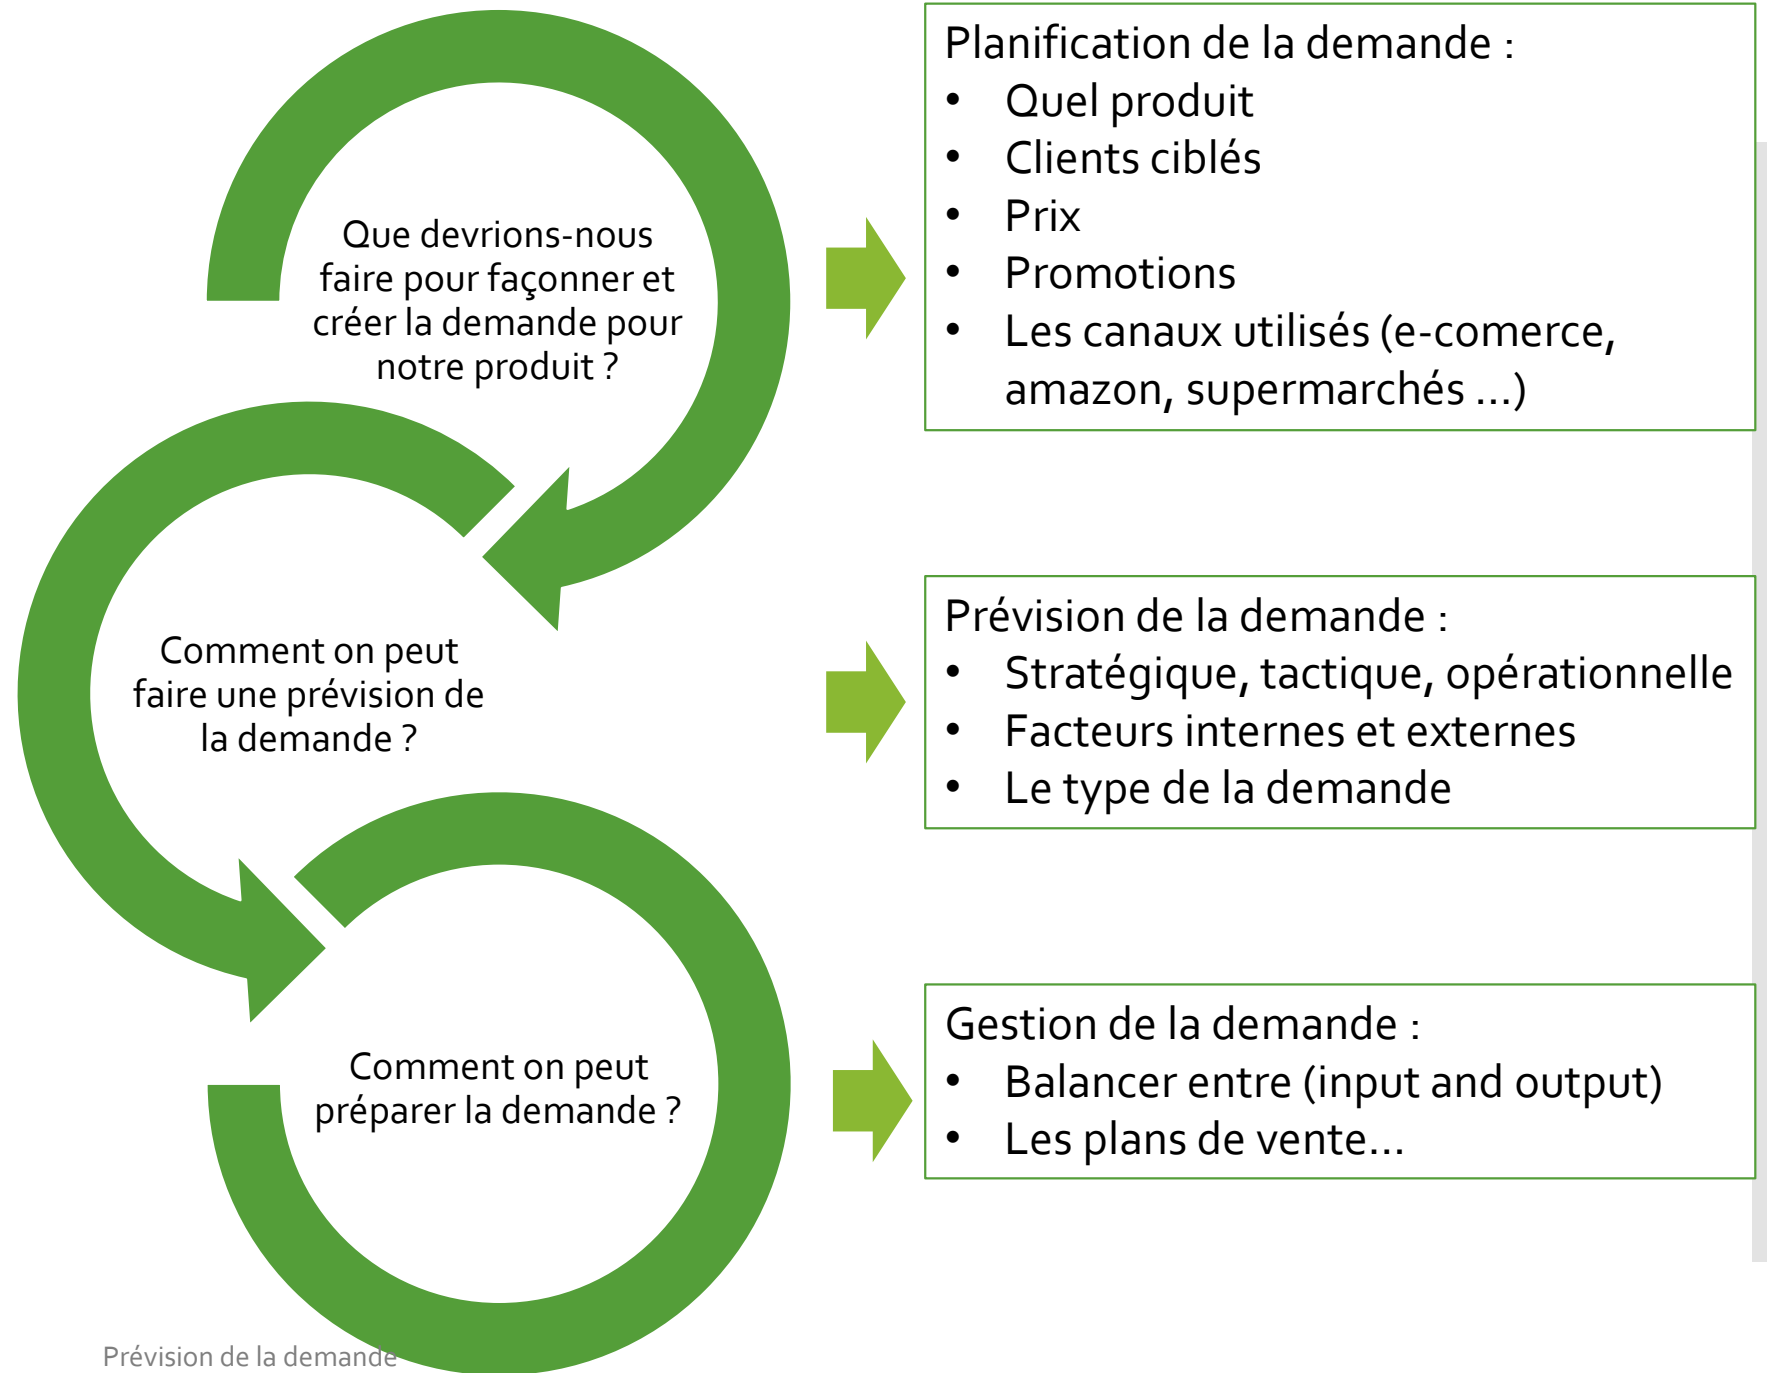 Que devrions-nous
faire pour façonner et
créer la demande pour
notre produit ?
Planification de la demande :
• Quel produit
• Clients ciblés
• Prix
• Promotions
• Les canaux utilisés (e-comerce,
amazon, supermarchés ...)
Comment on peut
faire une prévision de
la demande ?
Prévision de la demande :
• Stratégique, tactique, opérationnelle
• Facteurs internes et externes
• Le type de la demande
Comment on peut
préparer la demande ?
Gestion de la demande :
• Balancer entre (input and output)
• Les plans de vente...
Prévision de la demande